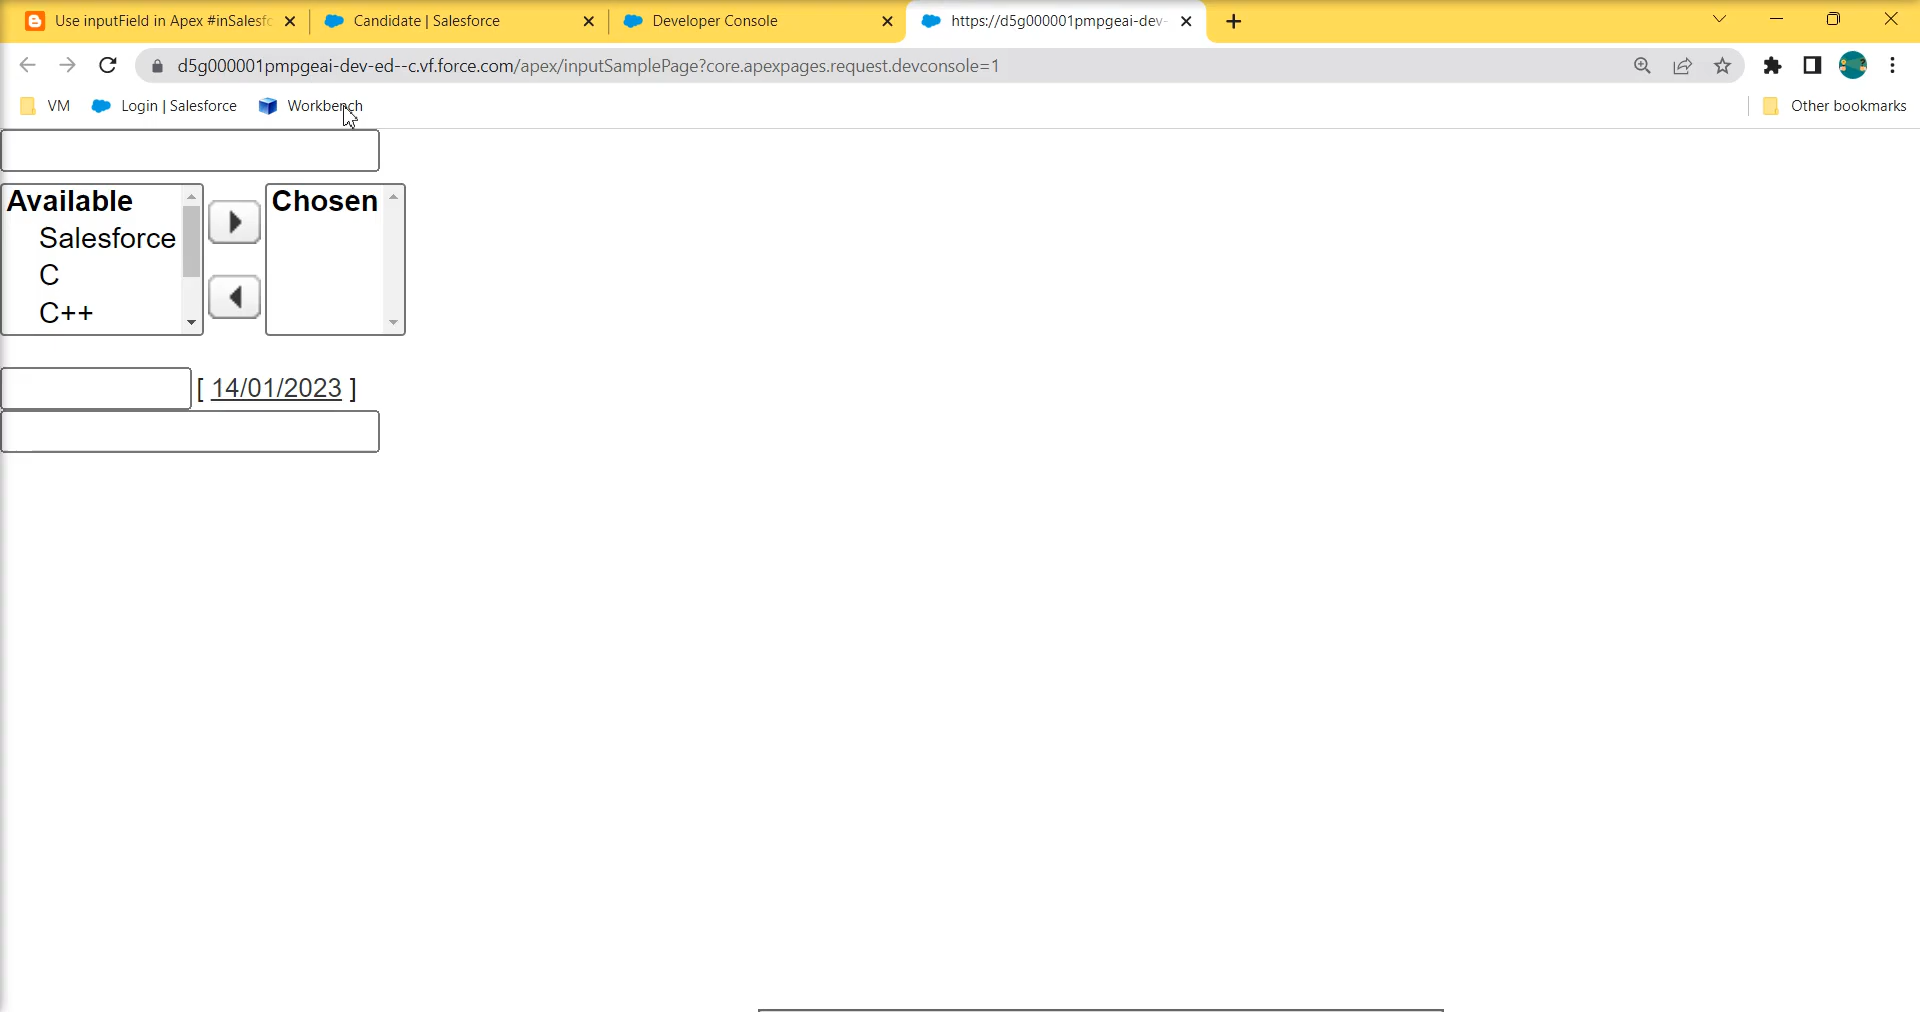 Use inputField in Apex #inSalesfo
Candidate | Salesforce
Developer Console
https://d5g000001pmpgeai-dev-
d5g000001pmpgeai-dev-ed--c.vf.force.com/apex/inputSamplePage?core.apexpages.request.devconsole=1
VM
Login | Salesforce
Workbench
Other bookmarks
Available
Chosen
Salesforce
C
C++
[ 14/01/2023 ]